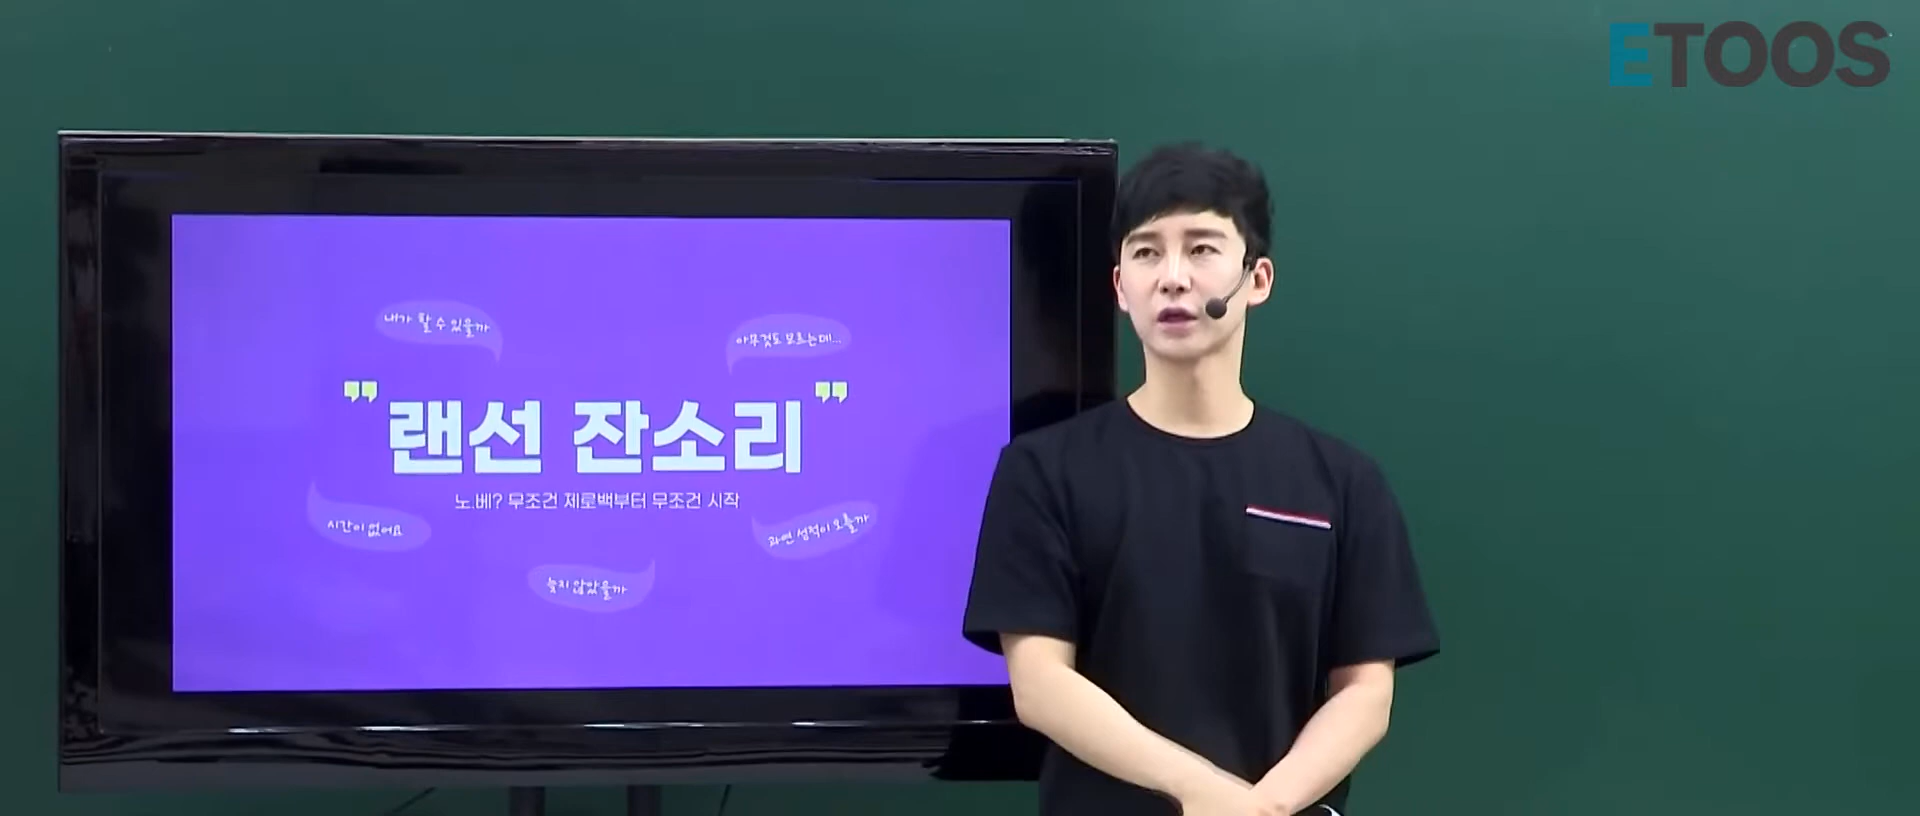 ETOOS
내가 할 수 있을까
아무것도 모르는데...
"랜선 잔소리"
노.베? 무조건 제로백부터 무조건 시작
시간이 없어요
과연 성적이 오를까
늦지 않았을까